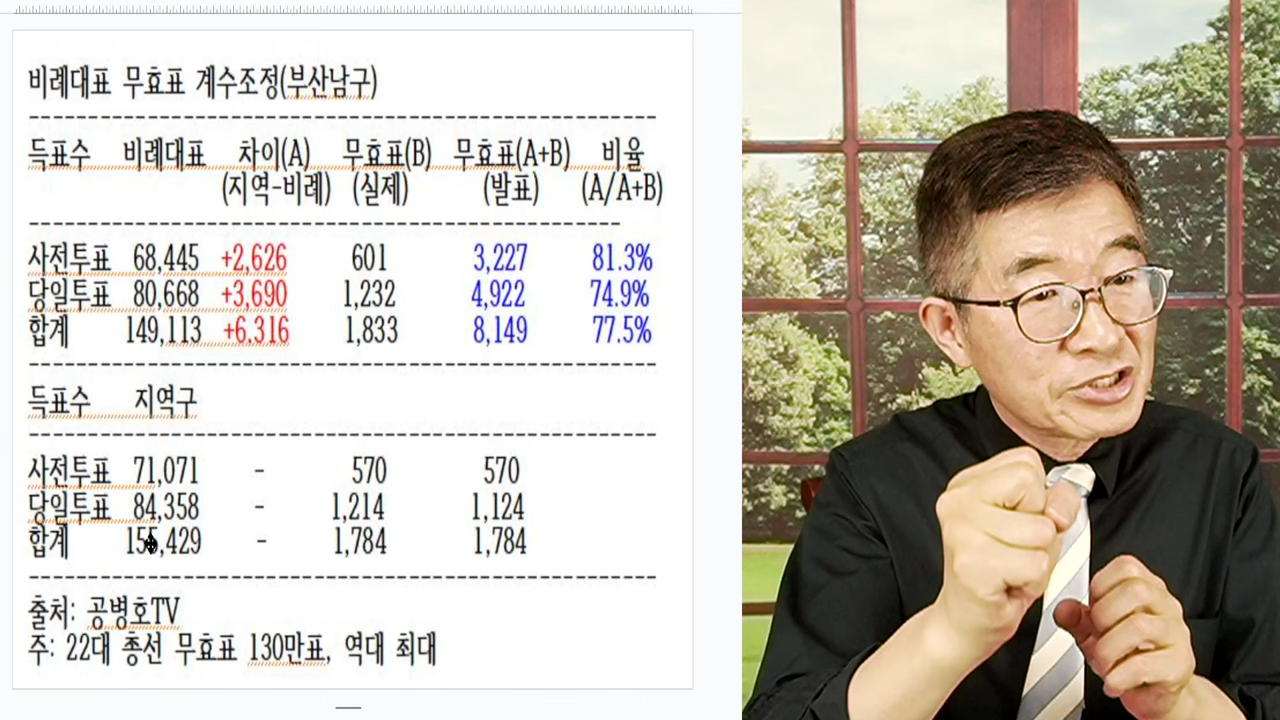 비례대표 무효표 계수조정(부산남구)
득표수 비례대표 차이(A) 무효표(B) 무효표(A+B) 비율
(지역-비례) (실제) (발표) (A/A+B)
사전투표 68,445 +2,626 601 3,227 81.3%
당일투표 80,668 +3,690 1,232 4,922 74.9%
합계 149,113 +6,316 1,833 8,149 77.5%
득표수 지역구
사전투표 71,071 - 570 570
당일투표 84,358 - 1,214 1,124
합계 155,429 - 1,784 1,784
출처: 공병호TV
주: 22대 총선 무효표 130만표, 역대 최대